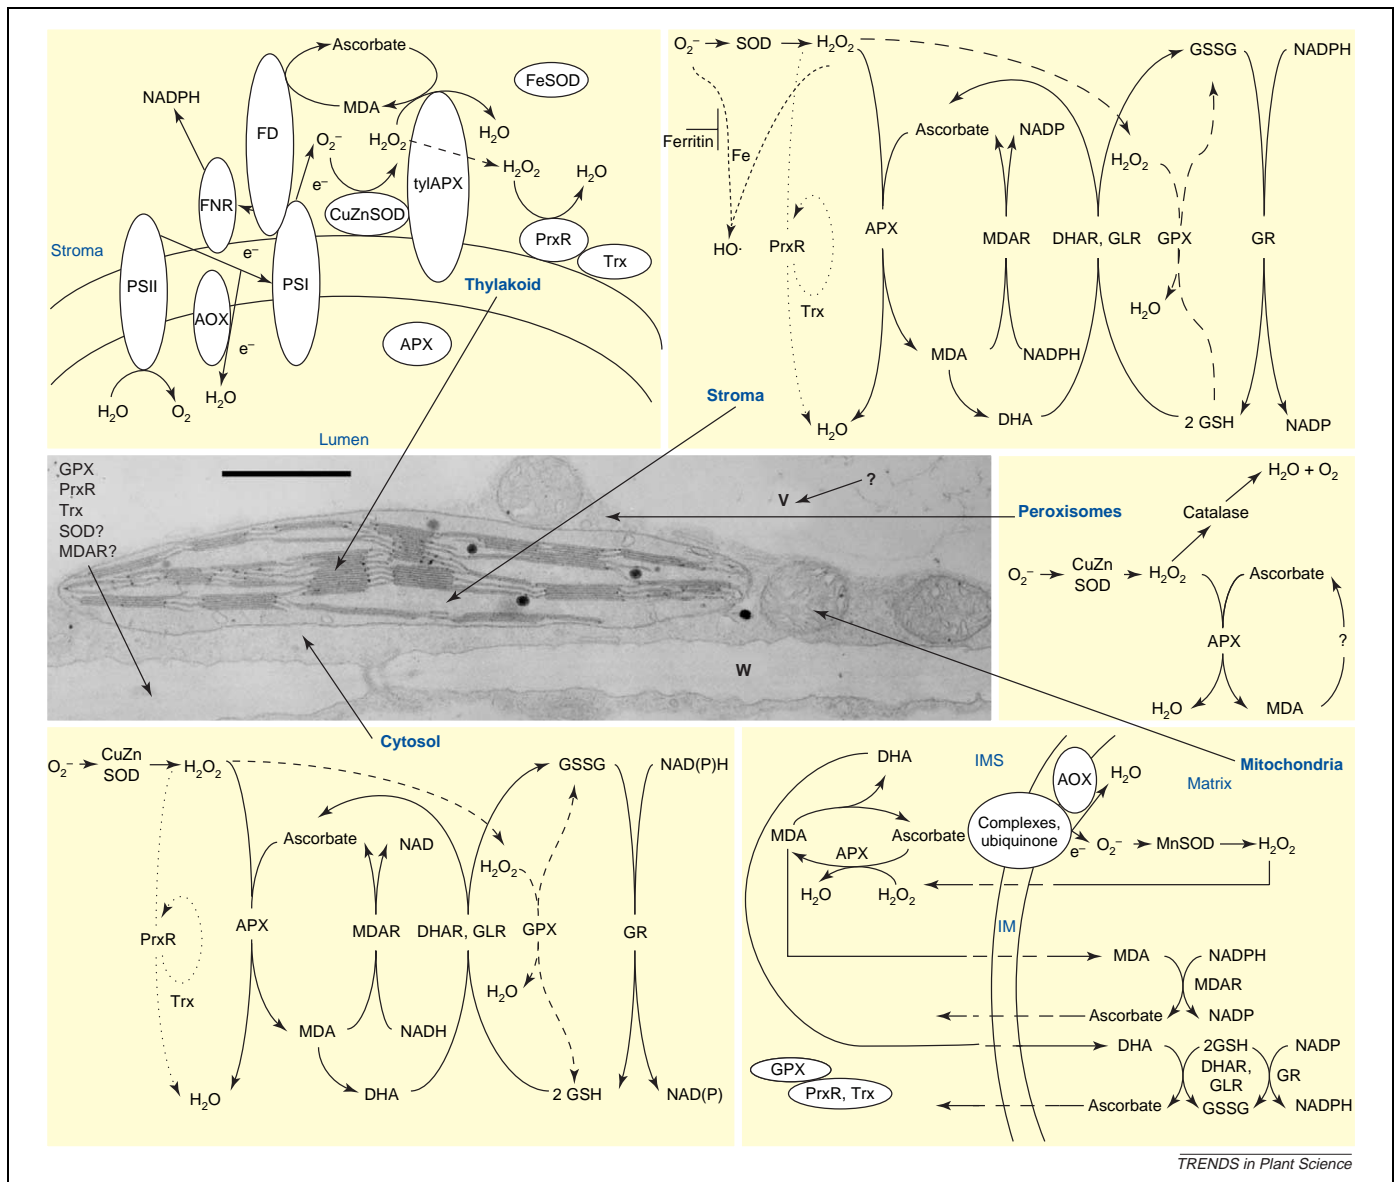 Ascorbate
FeSOD
NADPH
MDA
FD
O₂⁻
H₂O₂
H₂O
H₂O₂
H₂O
e⁻
tylAPX
FNR
CuZnSOD
PrxR
Trx
Stroma
e⁻
PSII
PSI
Thylakoid
AOX
e⁻
APX
H₂O
O₂
H₂O
Lumen
O₂⁻
SOD
H₂O₂
GSSG
NADPH
Ferritin
Fe
Ascorbate
NADP
H₂O₂
HO·
PrxR
APX
MDAR
DHAR, GLR
GPX
GR
Trx
H₂O
MDA
NADPH
Stroma
DHA
2 GSH
NADP
H₂O
GPX
PrxR
Trx
SOD?
MDAR?
?
V
W
Peroxisomes
H₂O + O₂
Catalase
O₂⁻
CuZn
SOD
H₂O₂
Ascorbate
APX
?
H₂O
MDA
Cytosol
O₂⁻
CuZn
SOD
H₂O₂
GSSG
NAD(P)H
Ascorbate
NAD
H₂O₂
PrxR
APX
MDAR
DHAR, GLR
GPX
GR
Trx
H₂O
MDA
NADH
H₂O
DHA
2 GSH
NAD(P)
DHA
IMS
AOX
H₂O
Mitochondria
Matrix
MDA
Ascorbate
Complexes,
ubiquinone
e⁻
O₂⁻
MnSOD
H₂O₂
APX
H₂O
H₂O₂
IM
MDA
NADPH
MDAR
Ascorbate
NADP
DHA
2GSH
NADP
DHAR,
GLR
GR
GPX
PrxR, Trx
Ascorbate
GSSG
NADPH
TRENDS in Plant Science